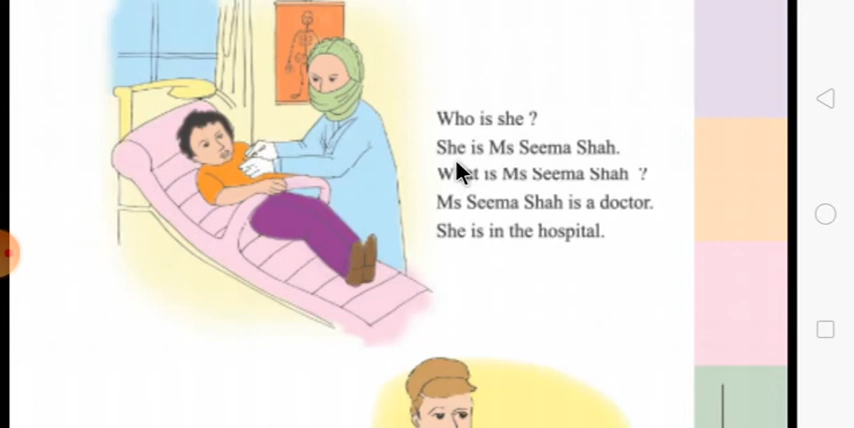 Who is she ?
She is Ms Seema Shah.
What is Ms Seema Shah ?
Ms Seema Shah is a doctor.
She is in the hospital.